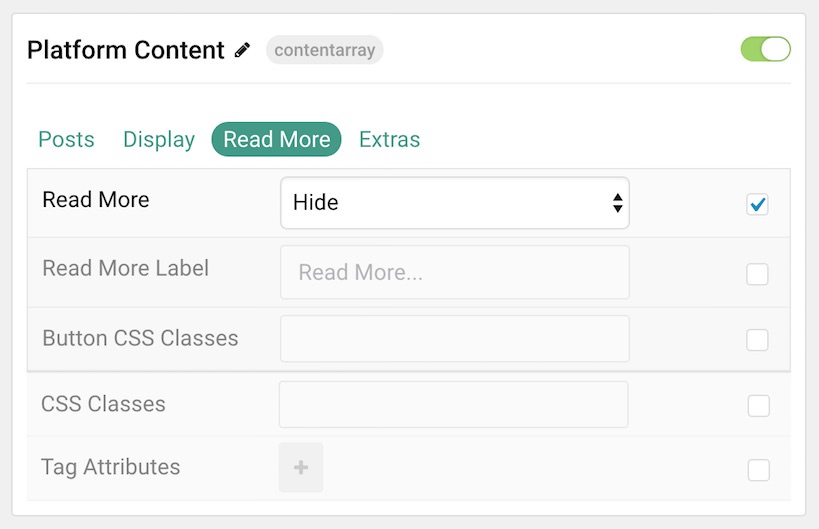 Platform Content contentarray
Posts Display Read More Extras
Read More Hide
Read More Label Read More...
Button CSS Classes
CSS Classes
Tag Attributes +